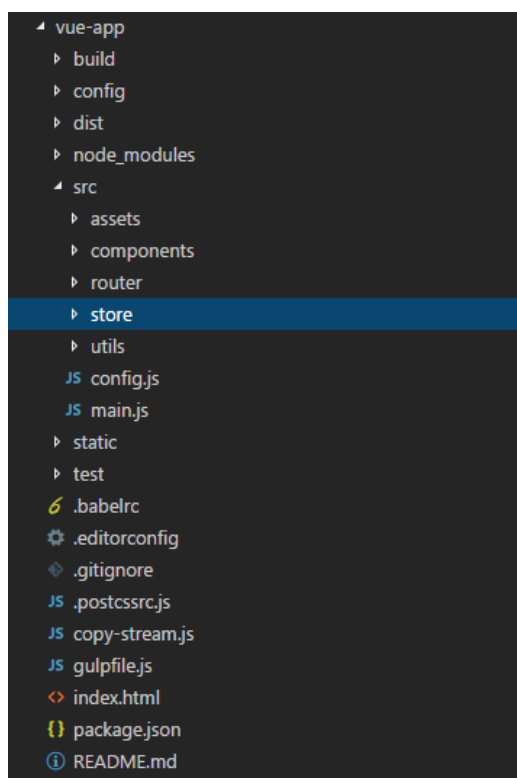 vue-app
build
config
dist
node_modules
src
assets
components
router
store
utils
JS config.js
JS main.js
static
test
6 .babelrc
.editorconfig
.gitignore
JS .postcssrc.js
JS copy-stream.js
JS gulpfile.js
<> index.html
{} package.json
README.md